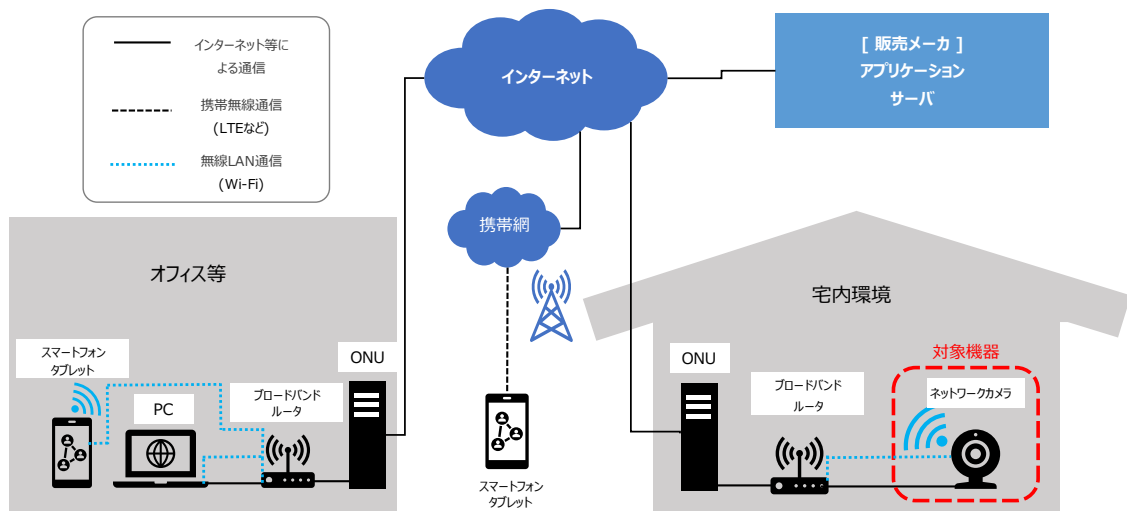 インターネット等に
よる通信
携帯無線通信
(LTEなど)
無線LAN通信
(Wi-Fi)
インターネット
[ 販売メーカ ]
アプリケーション
サーバ
携帯網
オフィス等
スマートフォン
タブレット
PC
ブロードバンド
ルータ
ONU
スマートフォン
タブレット
宅内環境
ONU
ブロードバンド
ルータ
対象機器
ネットワークカメラ